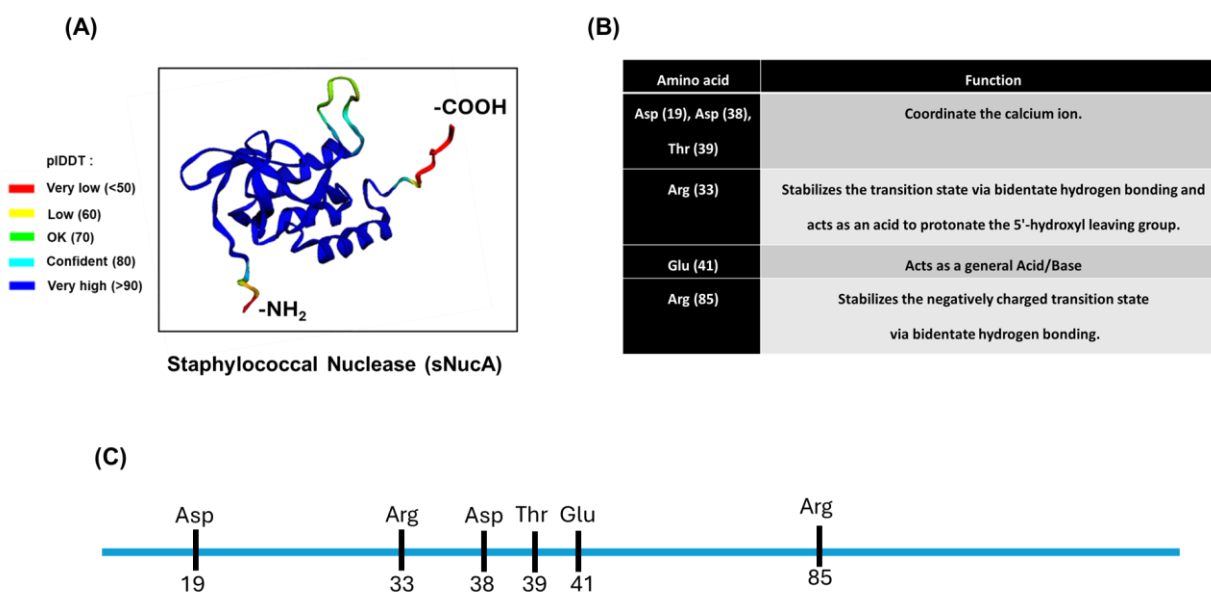 (A)
-COOH
plDDT :
Very low (<50)
Low (60)
OK (70)
Confident (80)
Very high (>90)
-NH₂
Staphylococcal Nuclease (sNucA)
(B)
Amino acid Function
Asp (19), Asp (38), Coordinate the calcium ion.
Thr (39)
Arg (33) Stabilizes the transition state via bidentate hydrogen bonding and
acts as an acid to protonate the 5'-hydroxyl leaving group.
Glu (41) Acts as a general Acid/Base
Arg (85) Stabilizes the negatively charged transition state
via bidentate hydrogen bonding.
(C)
Asp Arg Asp Thr Glu Arg
19 33 38 39 41 85